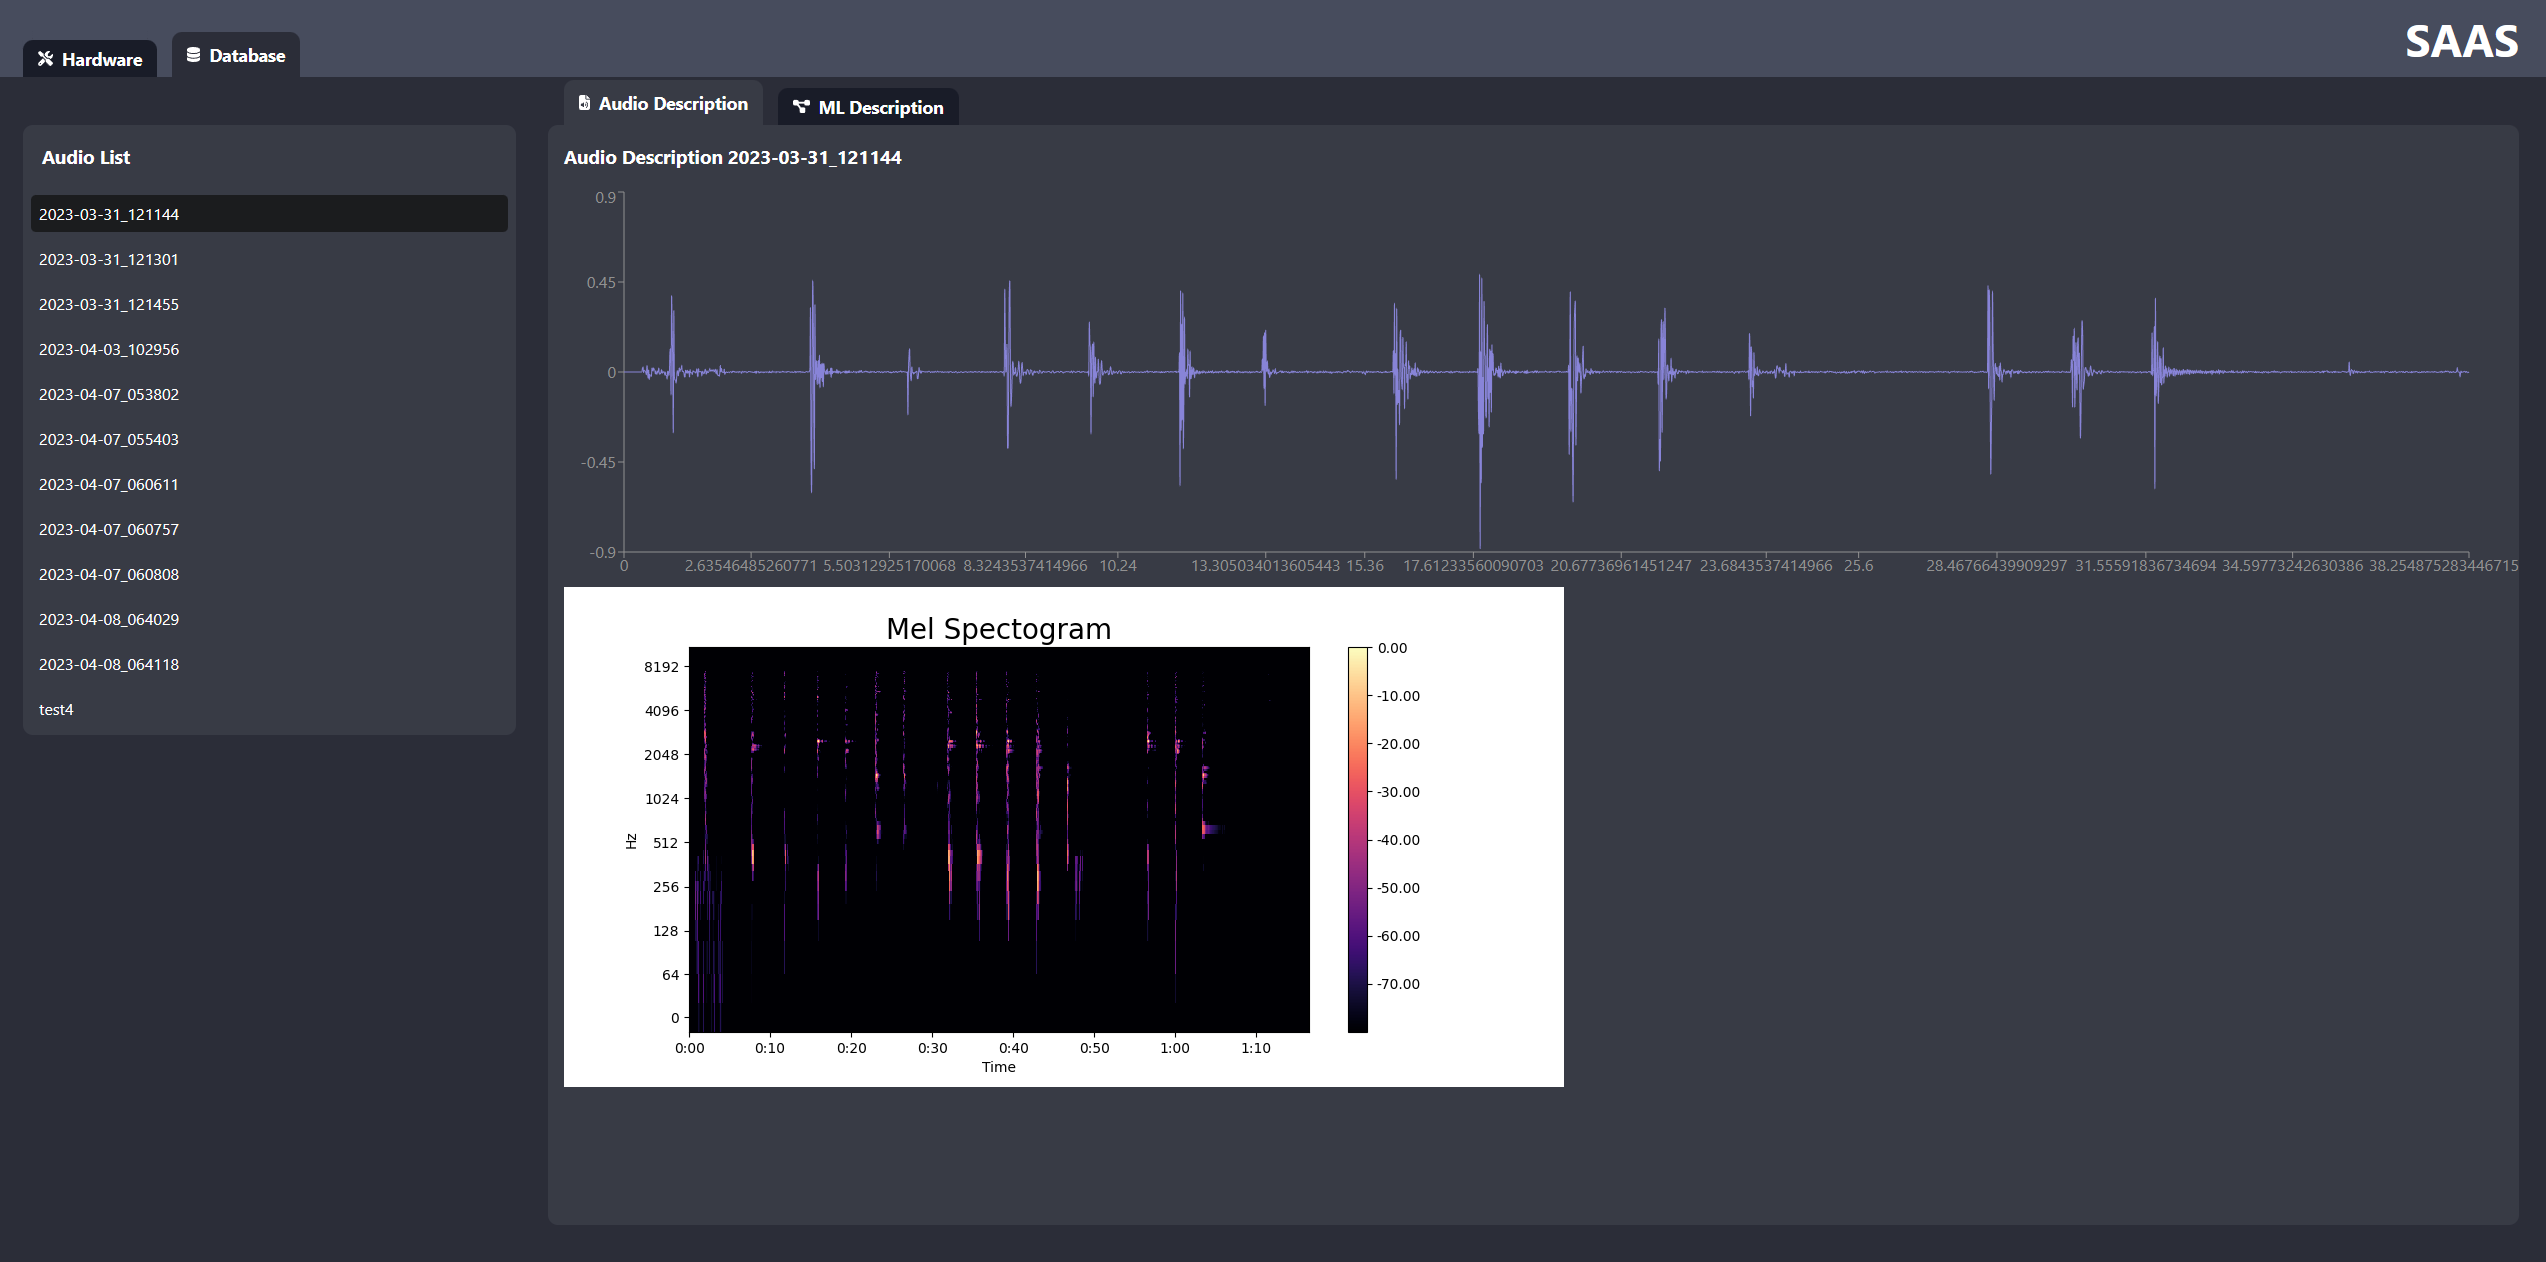 Hardware
Database
SAAS
Audio Description
ML Description
Audio List
2023-03-31_121144
2023-03-31_121301
2023-03-31_121455
2023-04-03_102956
2023-04-07_053802
2023-04-07_055403
2023-04-07_060611
2023-04-07_060757
2023-04-07_060808
2023-04-08_064029
2023-04-08_064118
test4
Audio Description 2023-03-31_121144
0.9
0.45
0
-0.45
-0.9
0 2.635464852607​71 5.50312925170068 8.3243537414966 10.24 13.305034013605443 15.36 17.61233560090703 20.67736961451247 23.6843537414966 25.6 28.46766439909297 31.55591836734694 34.59773242630386 38.254875283446715
Mel Spectogram
8192
4096
2048
1024
512
256
128
64
0
Hz
0:00 0:10 0:20 0:30 0:40 0:50 1:00 1:10
Time
0.00
-10.00
-20.00
-30.00
-40.00
-50.00
-60.00
-70.00